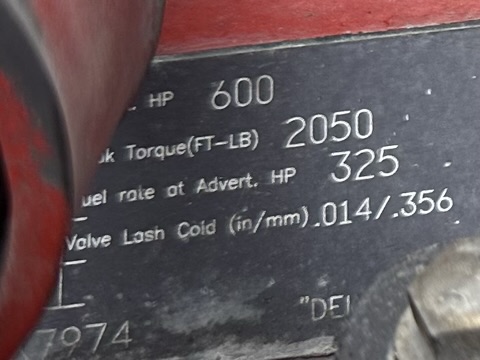 HP 600
Torque(FT-LB) 2050
rate at Advert. HP 325
Valve Lash Cold (in/mm) .014/.356
"DEI
7974